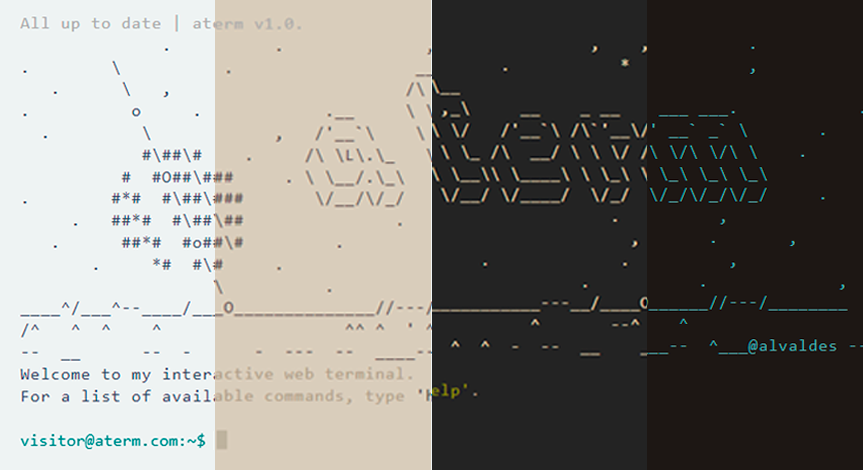 All up to date | aterm v1.0.
aterm
@alvaldes
Welcome to my interactive web terminal.
For a list of available commands, type 'help'.
visitor@aterm.com:~$